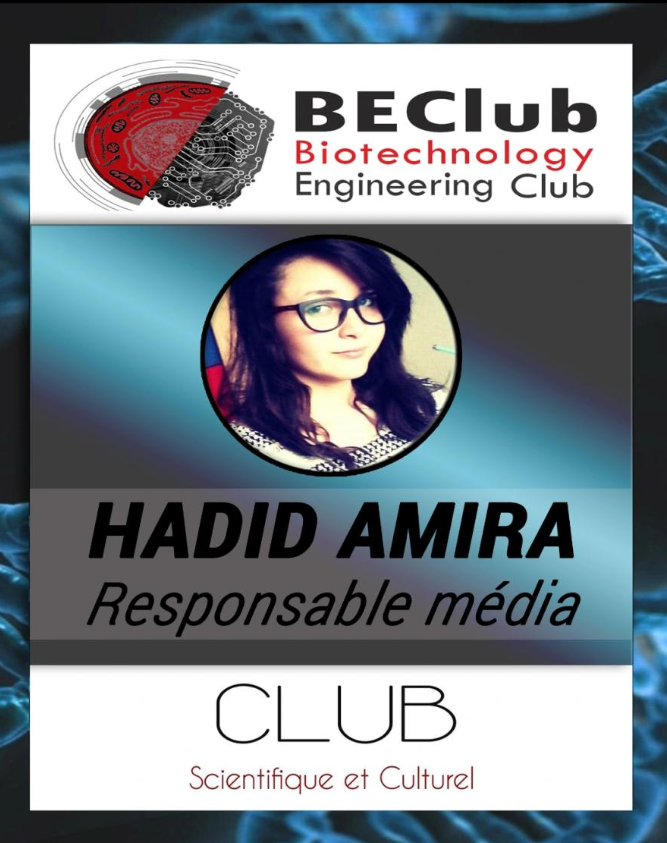 BEClub
Biotechnology
Engineering Club
HADID AMIRA
Responsable média
CLUB
Scientifique et Culturel